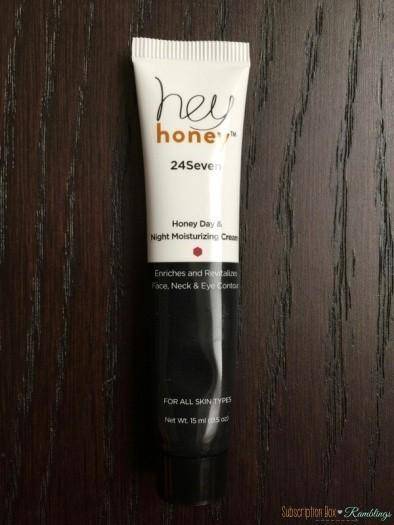 hey
honey™
24Seven
Honey Day &
Night Moisturizing Cream
Enriches and Revitalizes
Face, Neck & Eye Contour
FOR ALL SKIN TYPES
Net Wt. 15 ml (0.5 oz)
Subscription Box ♥ Ramblings